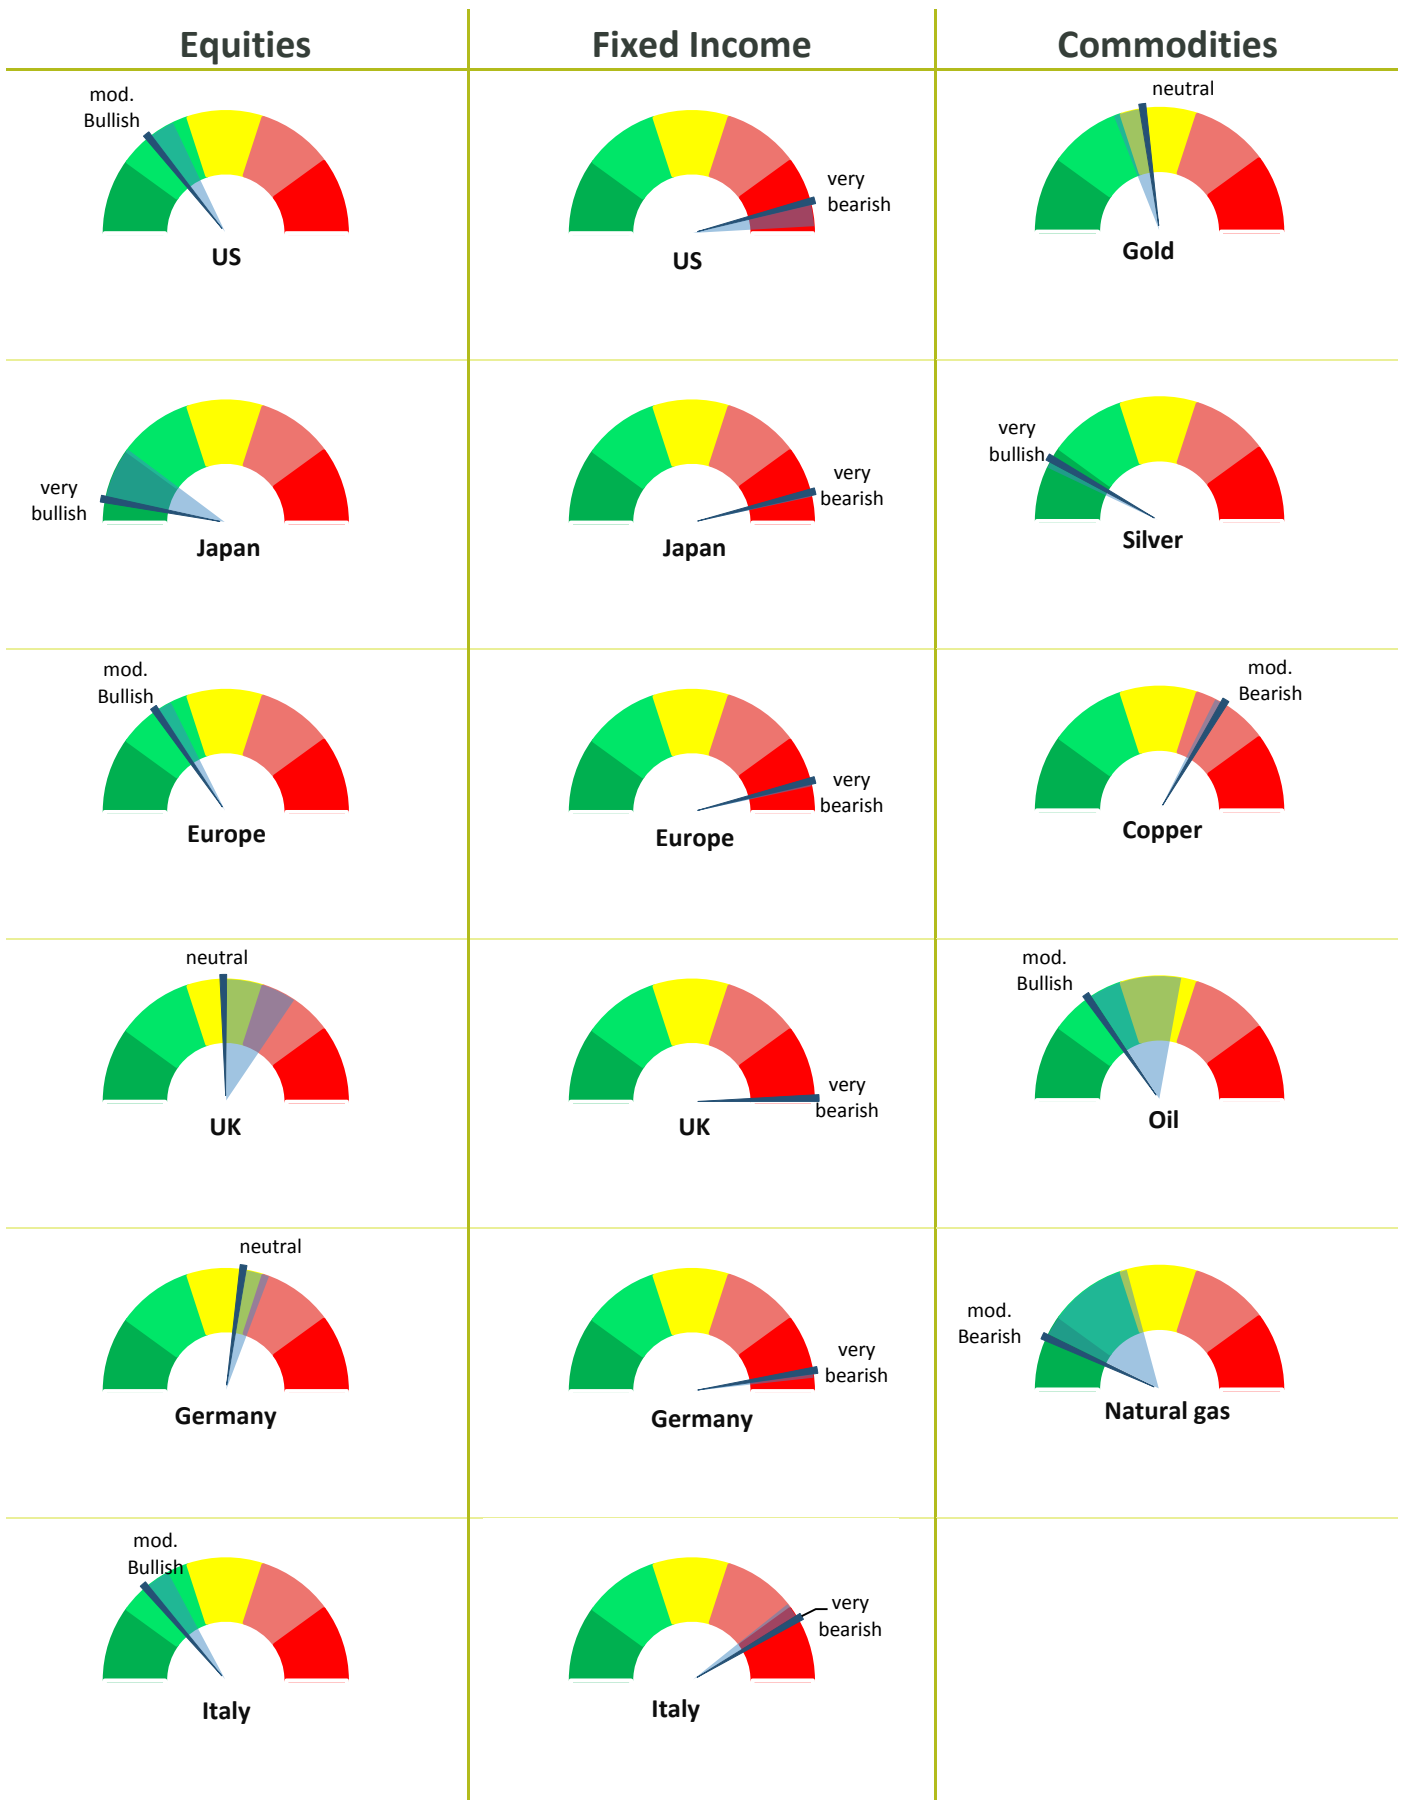 Equities
Fixed Income
Commodities
mod.
Bullish
US
very
bearish
US
neutral
Gold
very
bullish
Japan
very
bearish
Japan
very
bullish
Silver
mod.
Bullish
Europe
very
bearish
Europe
mod.
Bearish
Copper
neutral
UK
very
bearish
UK
mod.
Bullish
Oil
neutral
Germany
very
bearish
Germany
mod.
Bearish
Natural gas
mod.
Bullish
Italy
very
bearish
Italy